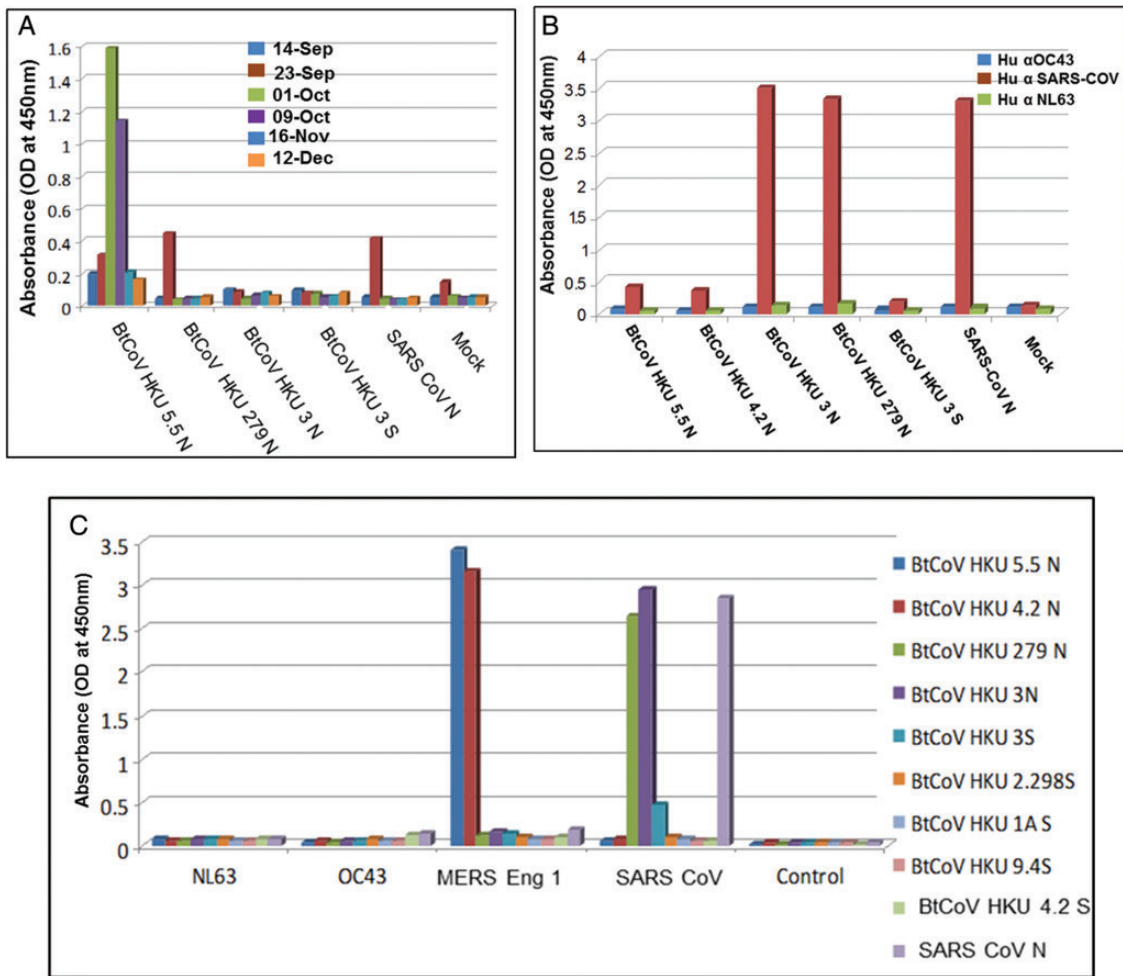 A
Absorbance (OD at 450nm)
1.6
1.4
1.2
1
0.8
0.6
0.4
0.2
0
14-Sep
23-Sep
01-Oct
09-Oct
16-Nov
12-Dec
BtCoV HKU 5.5 N
BtCoV HKU 279 N
BtCoV HKU 3 N
BtCoV HKU 3 S
SARS CoV N
Mock
B
Absorbance (OD at 450nm)
4
3.5
3
2.5
2
1.5
1
0.5
0
Hu αOC43
Hu α SARS-COV
Hu α NL63
BtCoV HKU 5.5N
BtCoV HKU 4.2 N
BtCoV HKU 3 N
BtCoV HKU 279N
BtCoV HKU 3 S
SARS-CoV N
Mock
C
Absorbance (OD at 450nm)
3.5
3
2.5
2
1.5
1
0.5
0
NL63
OC43
MERS Eng 1
SARS CoV
Control
BtCoV HKU 5.5 N
BtCoV HKU 4.2 N
BtCoV HKU 279 N
BtCoV HKU 3N
BtCoV HKU 3S
BtCoV HKU 2.298S
BtCoV HKU 1A S
BtCoV HKU 9.4S
BtCoV HKU 4.2 S
SARS CoV N